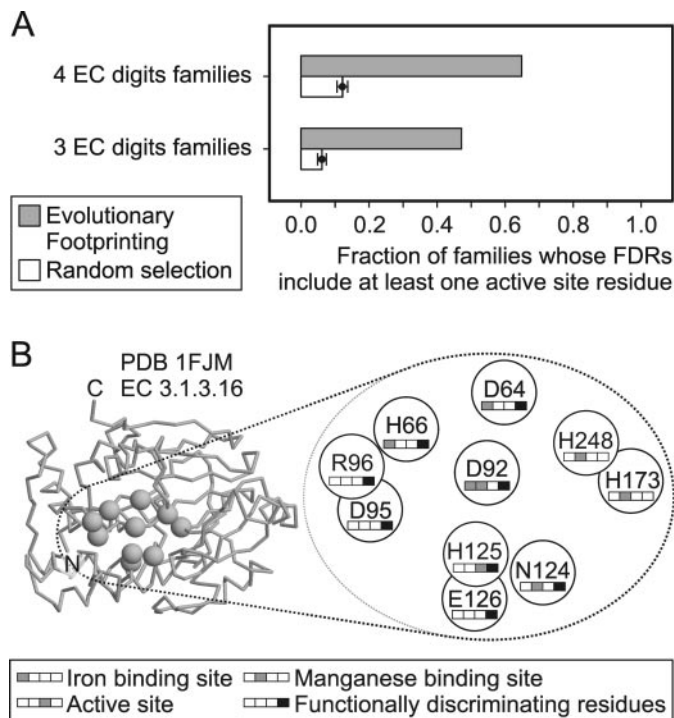 A
4 EC digits families
3 EC digits families
Evolutionary
Footprinting
Random selection
0.0 0.2 0.4 0.6 0.8 1.0
Fraction of families whose FDRs
include at least one active site residue
B
PDB 1FJM
C EC 3.1.3.16
N
D64
H66
H248
R96
D92
H173
D95
H125
N124
E126
Iron binding site
Manganese binding site
Active site
Functionally discriminating residues